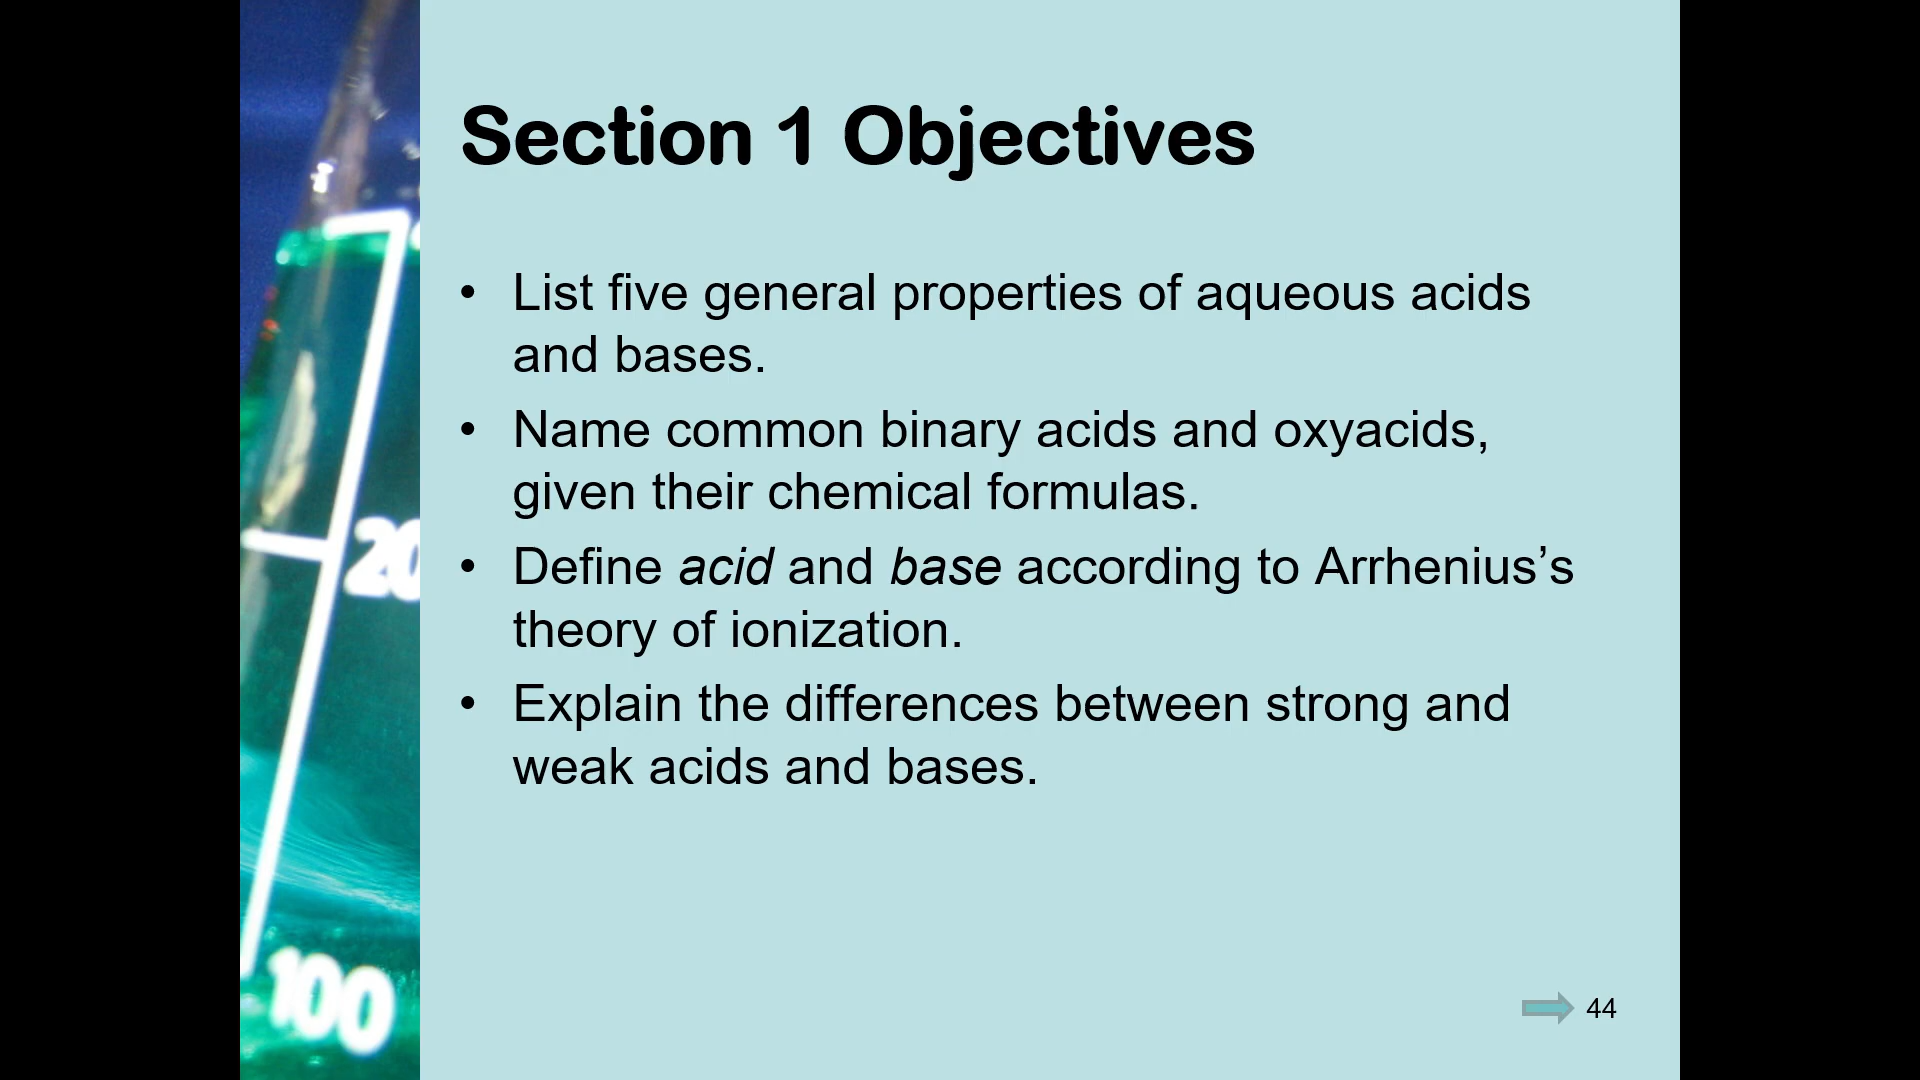 Section 1 Objectives
• List five general properties of aqueous acids
and bases.
• Name common binary acids and oxyacids,
given their chemical formulas.
• Define acid and base according to Arrhenius’s
theory of ionization.
• Explain the differences between strong and
weak acids and bases.
20
100
44